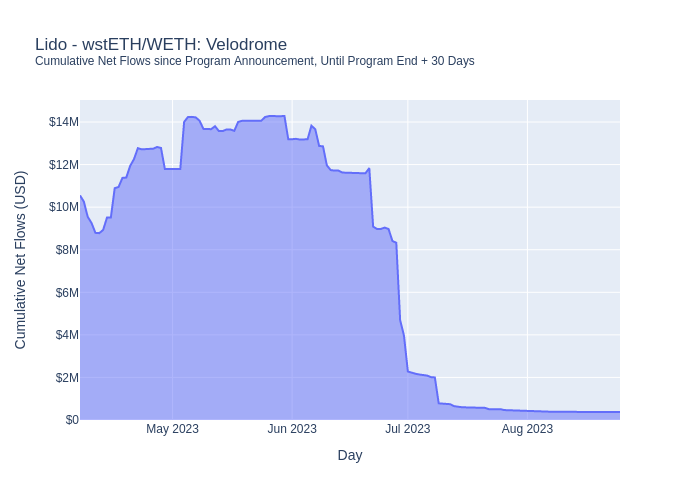 Lido - wstETH/WETH: Velodrome
Cumulative Net Flows since Program Announcement, Until Program End + 30 Days
Cumulative Net Flows (USD)
$14M
$12M
$10M
$8M
$6M
$4M
$2M
$0
May 2023
Jun 2023
Jul 2023
Aug 2023
Day